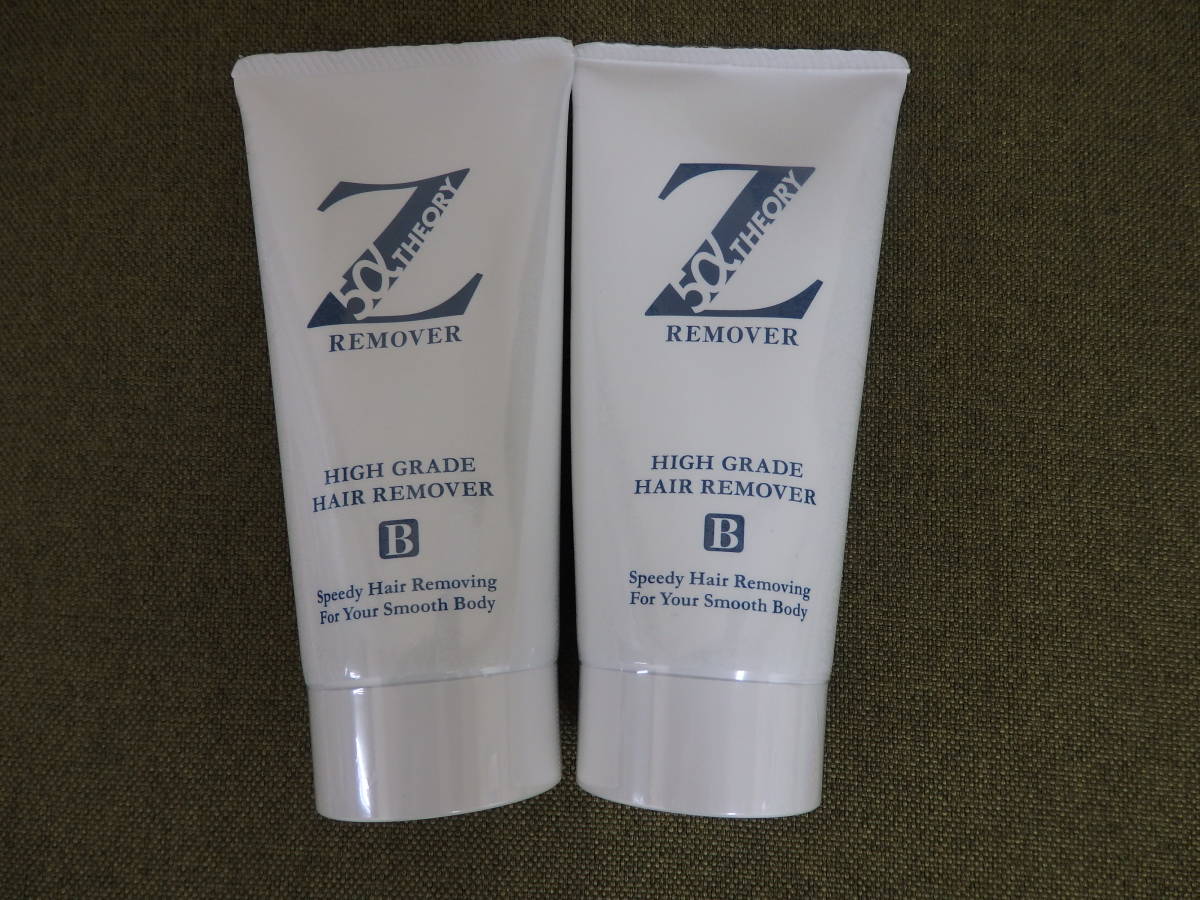 Z
5α THEORY
REMOVER
HIGH GRADE
HAIR REMOVER
B
Speedy Hair Removing
For Your Smooth Body
Z
5α THEORY
REMOVER
HIGH GRADE
HAIR REMOVER
B
Speedy Hair Removing
For Your Smooth Body